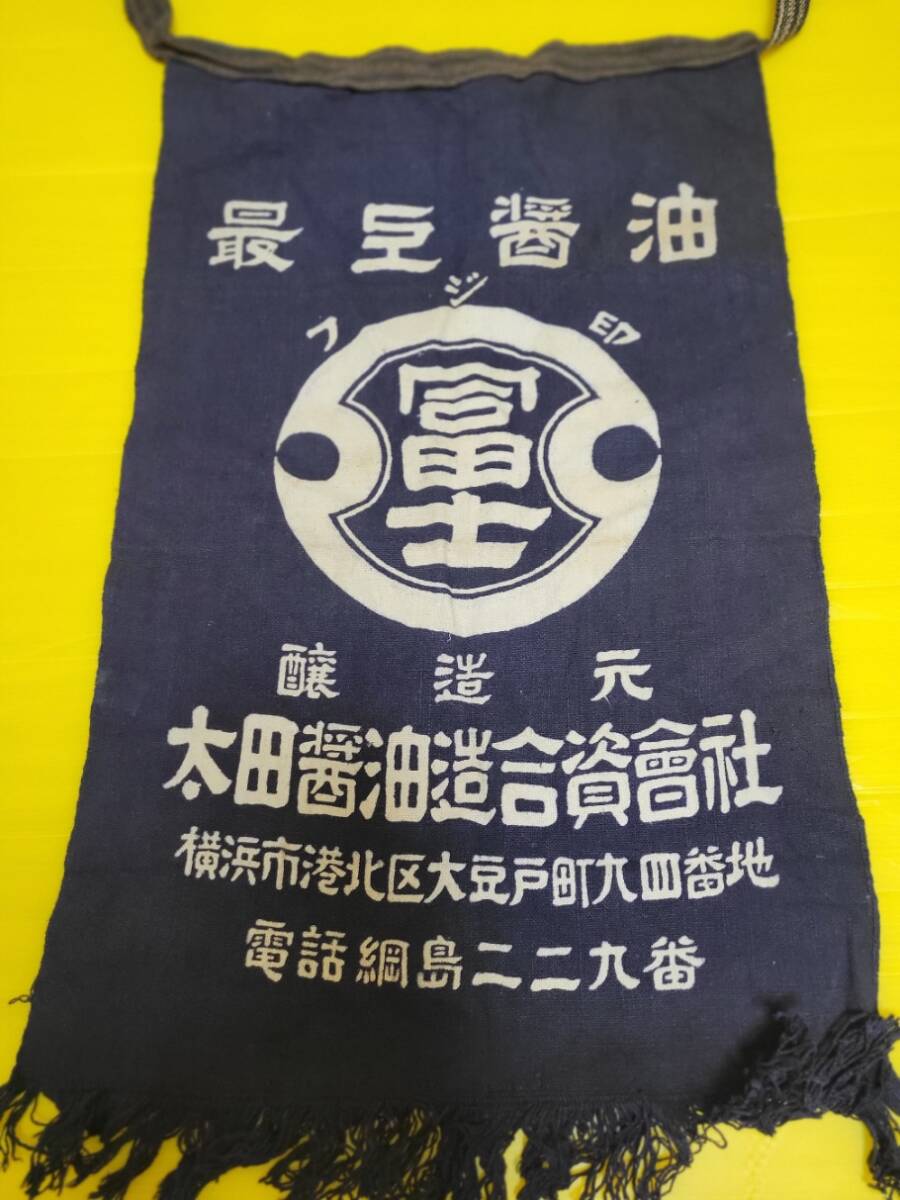 最上醤油
フジ印
富士
醸造元
太田醤油造合資會社
横浜市港北区大豆戸町九四番地
電話綱島二二九番